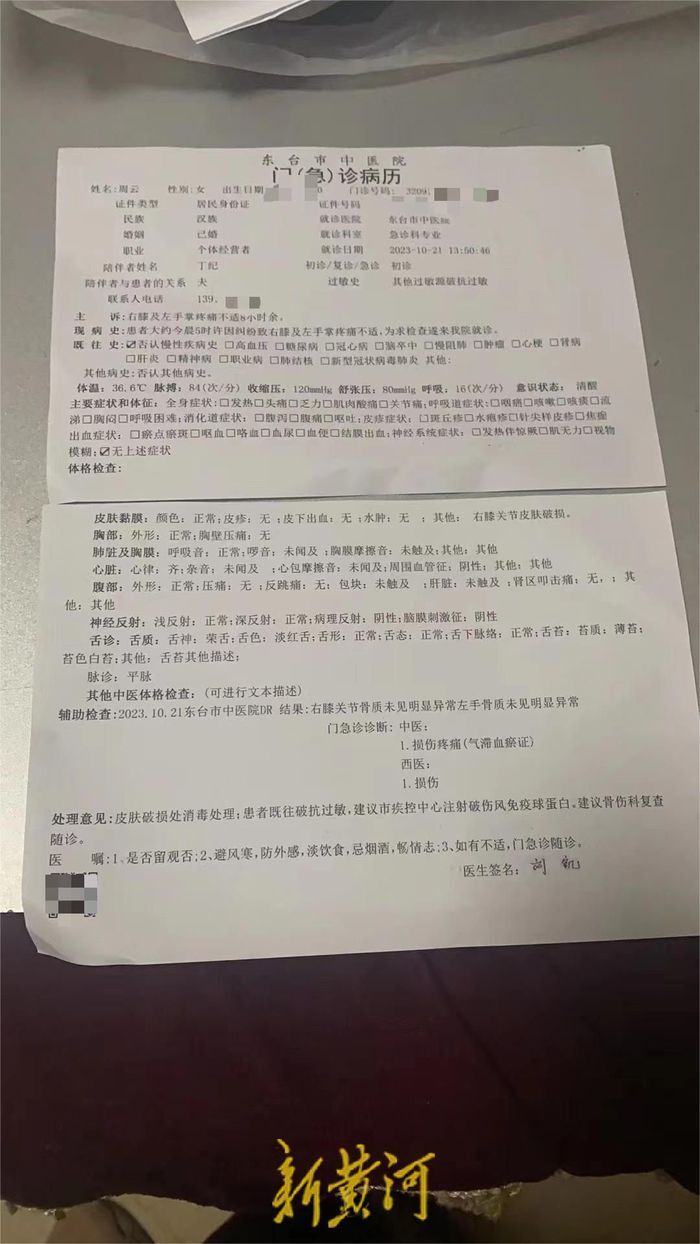 东台市中医院
门(急)诊病历
姓名:周云 性别:女 出生日期 0 门诊号码: 3209
证件类型 居民身份证 证件号码
民族 汉族 就诊医院 东台市中医院
婚姻 已婚 就诊科室 急诊科专业
职业 个体经营者 就诊日期 2023-10-21 13:50:46
陪伴者姓名 丁纪 初诊/复诊/急诊 初诊
陪伴者与患者的关系 夫 过敏史 其他过敏源破抗过敏
联系人电话 139.
主 诉:右膝及左手掌疼痛不适8小时余。
现 病 史:患者大约今晨5时许因纠纷致右膝及左手掌疼痛不适,为求检查遂来我院就诊。
既 往 史:☑否认慢性疾病史 □高血压 □糖尿病 □冠心病 □脑卒中 □慢阻肺 □肿瘤 □心梗 □肾病
□肝炎 □精神病 □职业病 □肺结核 □新型冠状病毒肺炎 其他:
其他病史:否认其他病史。
体温: 36.6℃ 脉搏: 84(次/分) 收缩压: 120mmHg 舒张压: 80mmHg 呼吸: 16(次/分) 意识状态: 清醒
主要症状和体征: 全身症状:□发热□头痛□乏力□肌肉酸痛□关节痛;呼吸道症状:□咽痛□咳嗽□咳痰□流
涕□胸闷□呼吸困难;消化道症状:□腹泻□腹痛□呕吐;皮疹症状:□斑丘疹□水疱疹□针尖样皮疹□焦痂
出血症状: □瘀点瘀斑□呕血□咯血□血尿□血便□结膜出血;神经系统症状:□发热伴惊厥□肌无力□视物
模糊;☑无上述症状
体格检查:
皮肤黏膜: 颜色: 正常;皮疹: 无 ;皮下出血: 无 ;水肿: 无 ; 其他: 右膝关节皮肤破损。
胸部: 外形: 正常;胸壁压痛: 无
肺脏及胸膜: 呼吸音: 正常;啰音: 未闻及 ;胸膜摩擦音: 未触及;其他: 其他
心脏: 心律: 齐;杂音: 未闻及 ;心包摩擦音: 未闻及;周围血管征: 阴性;其他: 其他
腹部: 外形: 正常;压痛: 无 ;反跳痛: 无 ;包块: 未触及 ;肝脏: 未触及 ;肾区叩击痛: 无, ; 其
他: 其他
神经反射: 浅反射: 正常;深反射: 正常;病理反射: 阴性;脑膜刺激征: 阴性
舌诊: 舌质: 舌神: 荣舌;舌色: 淡红舌;舌形: 正常;舌态: 正常;舌下脉络: 正常;舌苔: 苔质: 薄苔;
苔色白苔;其他: 舌苔其他描述;
脉诊: 平脉
其他中医体格检查: (可进行文本描述)
辅助检查:2023.10.21东台市中医院DR 结果:右膝关节骨质未见明显异常左手骨质未见明显异常
门急诊诊断: 中医:
1.损伤疼痛(气滞血瘀证)
西医:
1.损伤
处理意见:皮肤破损处消毒处理;患者既往破抗过敏,建议市疾控中心注射破伤风免疫球蛋白。建议骨伤科复查
随诊。
医 嘱:1、是否留观否;2、避风寒,防外感,淡饮食,忌烟酒,畅情志;3、如有不适,门急诊随诊。
医生签名:
新黄河